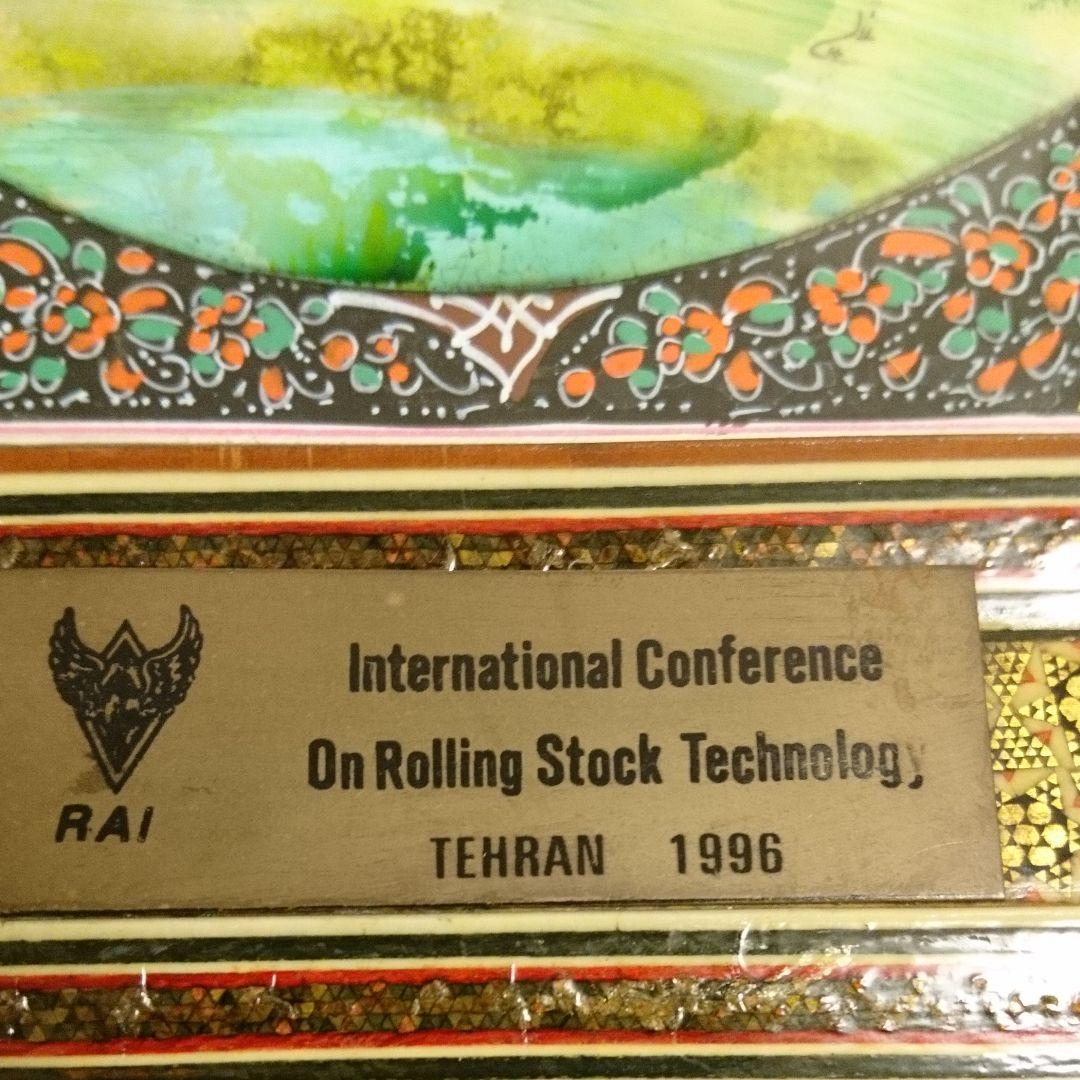 International Conference
On Rolling Stock Technology
TEHRAN 1996
RAI